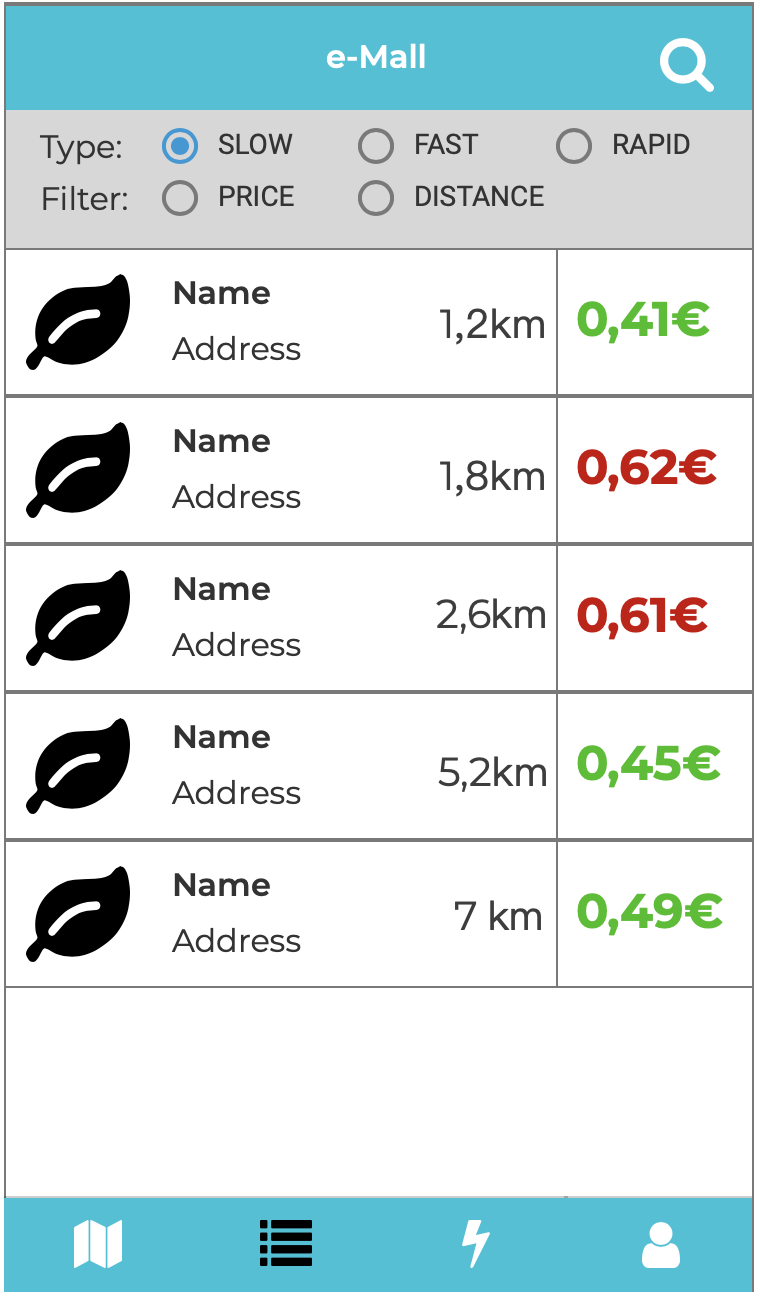 e-Mall
Type: SLOW FAST RAPID
Filter: PRICE DISTANCE
Name
Address
1,2km
0,41€
Name
Address
1,8km
0,62€
Name
Address
2,6km
0,61€
Name
Address
5,2km
0,45€
Name
Address
7 km
0,49€